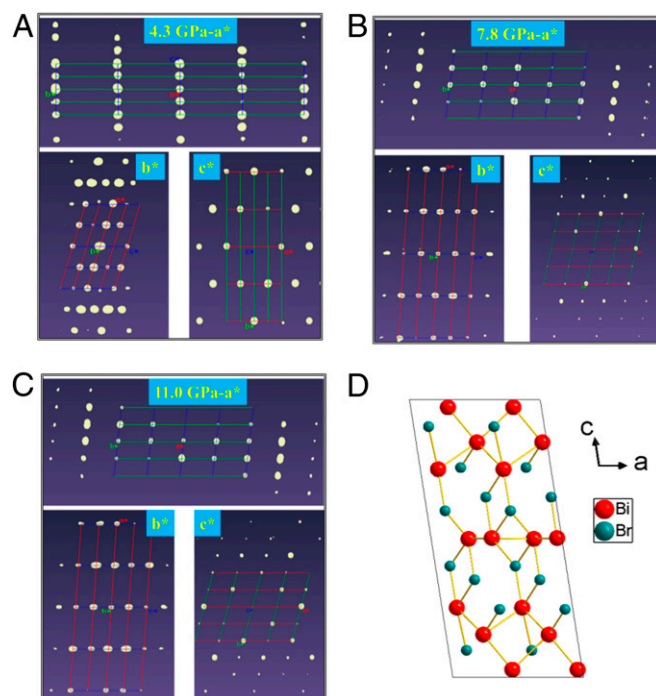 A
4.3 GPa-a*
b*
c*
B
7.8 GPa-a*
b*
c*
C
11.0 GPa-a*
b*
c*
D
c
a
Bi
Br